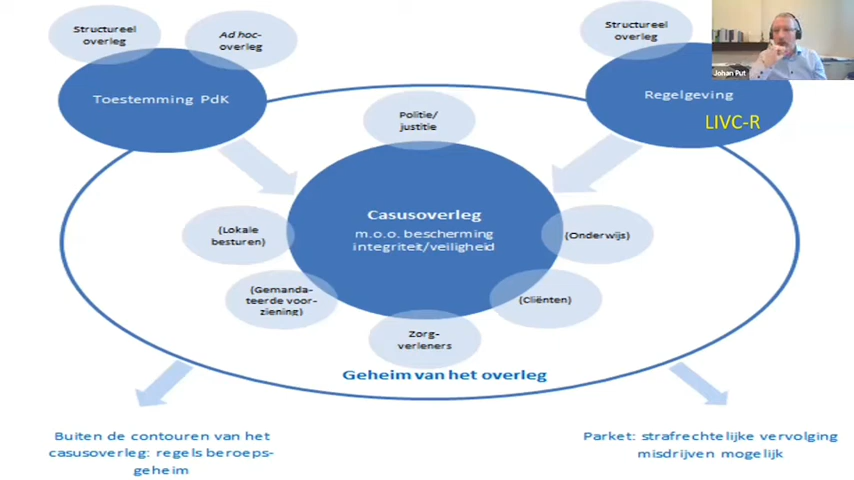 Structureel
overleg
Ad hoc-
overleg
Structureel
overleg
Johan Put
Toestemming PdK
Regelgeving
LIVC-R
Politie/
justitie
Casusoverleg
m.o.o. bescherming
integriteit/veiligheid
(Lokale
besturen)
(Onderwijs)
(Gemanda-
teerde voor-
ziening)
(Cliënten)
Zorg-
verleners
Geheim van het overleg
Buiten de contouren van het
casusoverleg: regels beroeps-
geheim
Parket: strafrechtelijke vervolging
misdrijven mogelijk